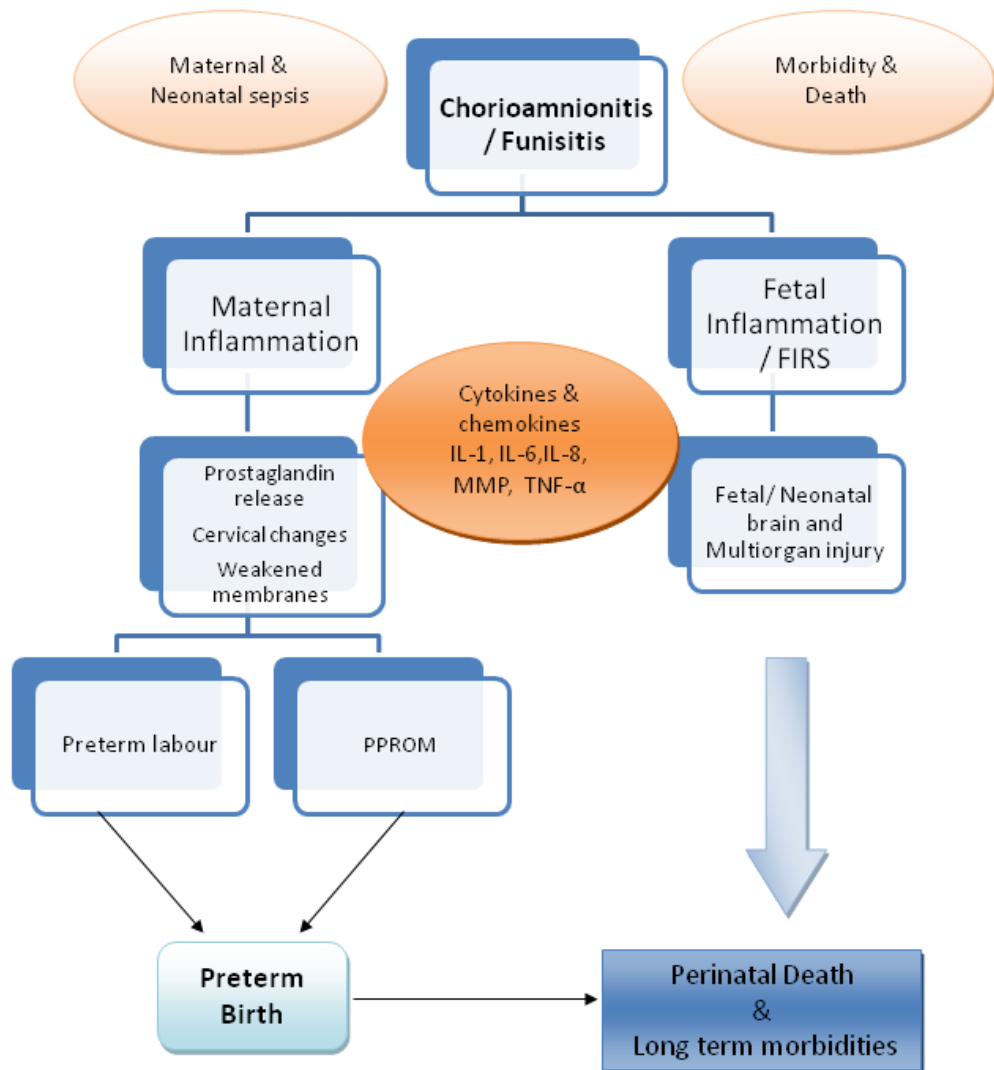 Maternal &
Neonatal sepsis
Chorioamnionitis
/ Funisitis
Morbidity &
Death
Maternal
Inflammation
Fetal
Inflammation
/ FIRS
Cytokines &
chemokines
IL-1, IL-6,IL-8,
MMP, TNF-α
Prostaglandin
release
Cervical changes
Weakened
membranes
Fetal/ Neonatal
brain and
Multiorgan injury
Preterm labour
PPROM
Preterm
Birth
Perinatal Death
&
Long term morbidities